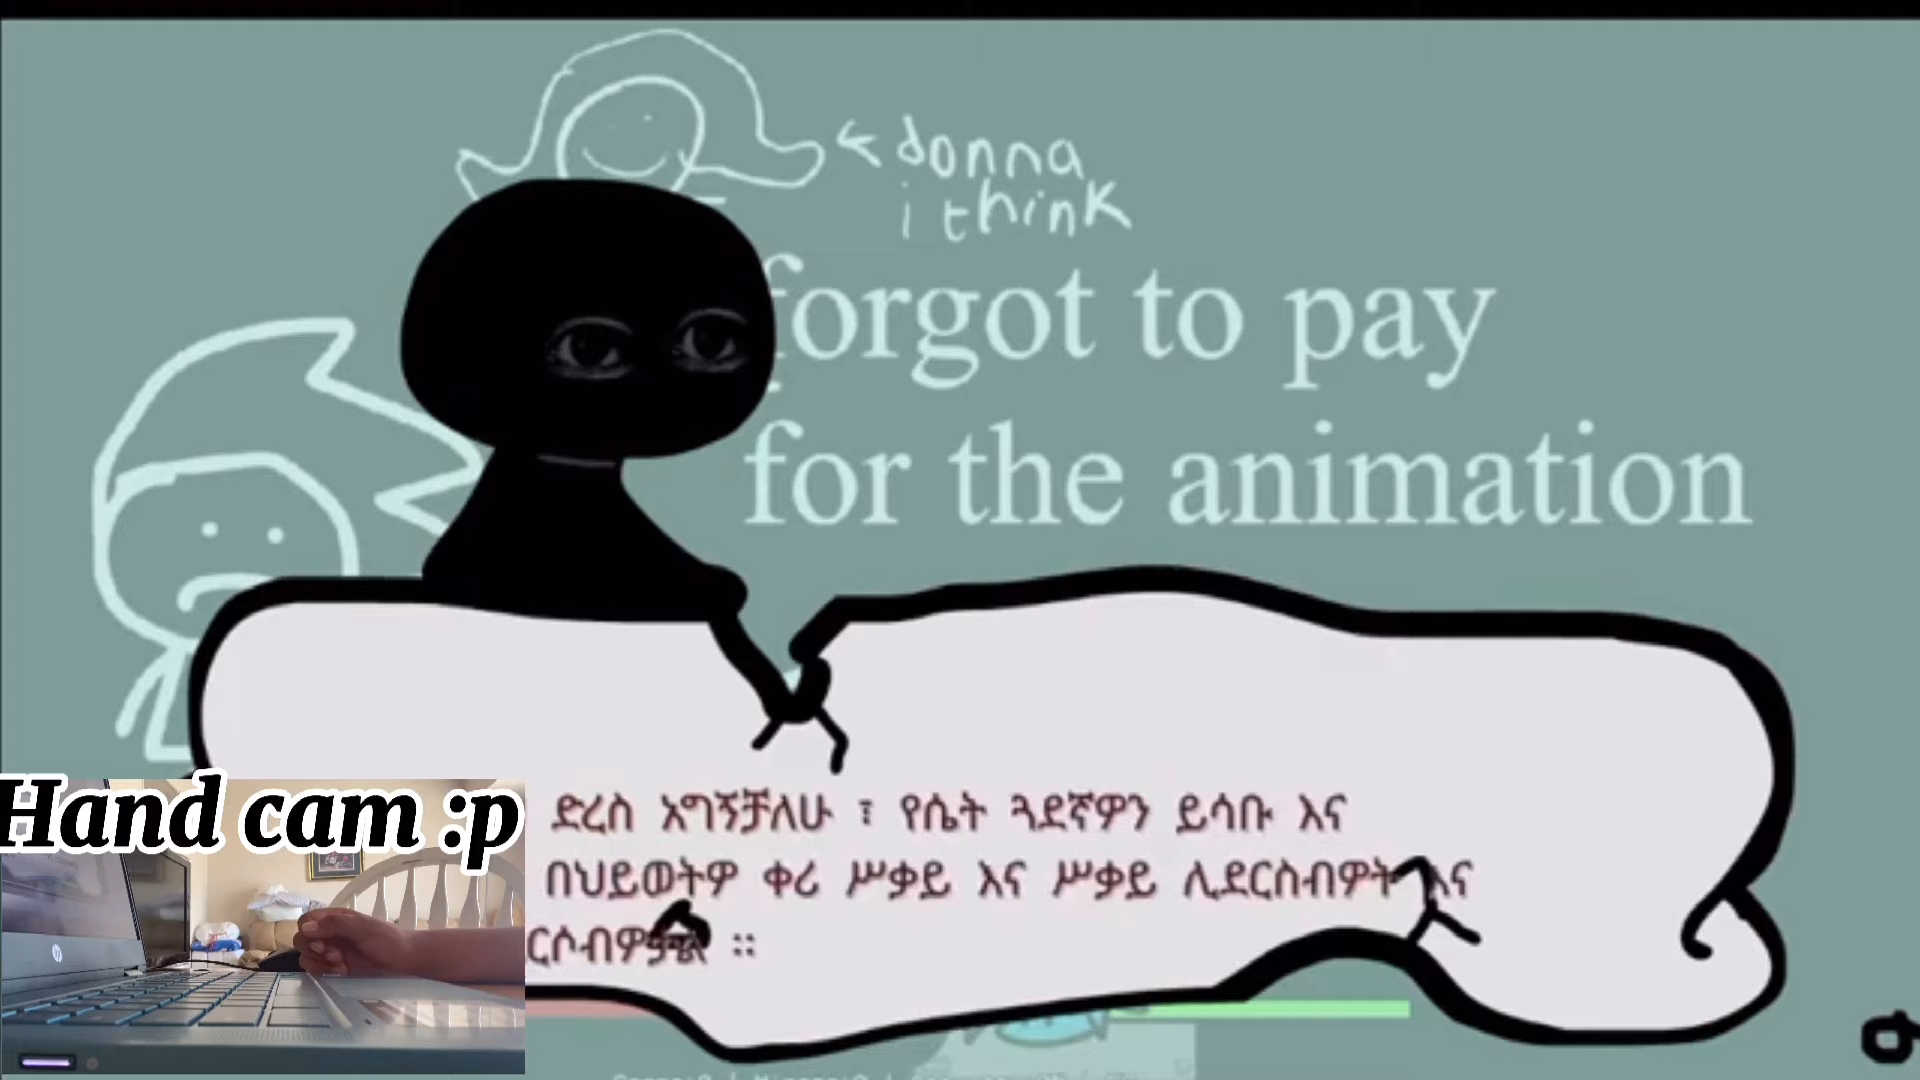 donna
i think
forgot to pay
for the animation
Hand cam :p
ድረስ አግኝቻለሁ ፣ የሴት ጓደኛዎን ይሳቡ እና
በህይወትዎ ቀሪ ሥቃይ እና ሥቃይ ሊደርስብዎት እና